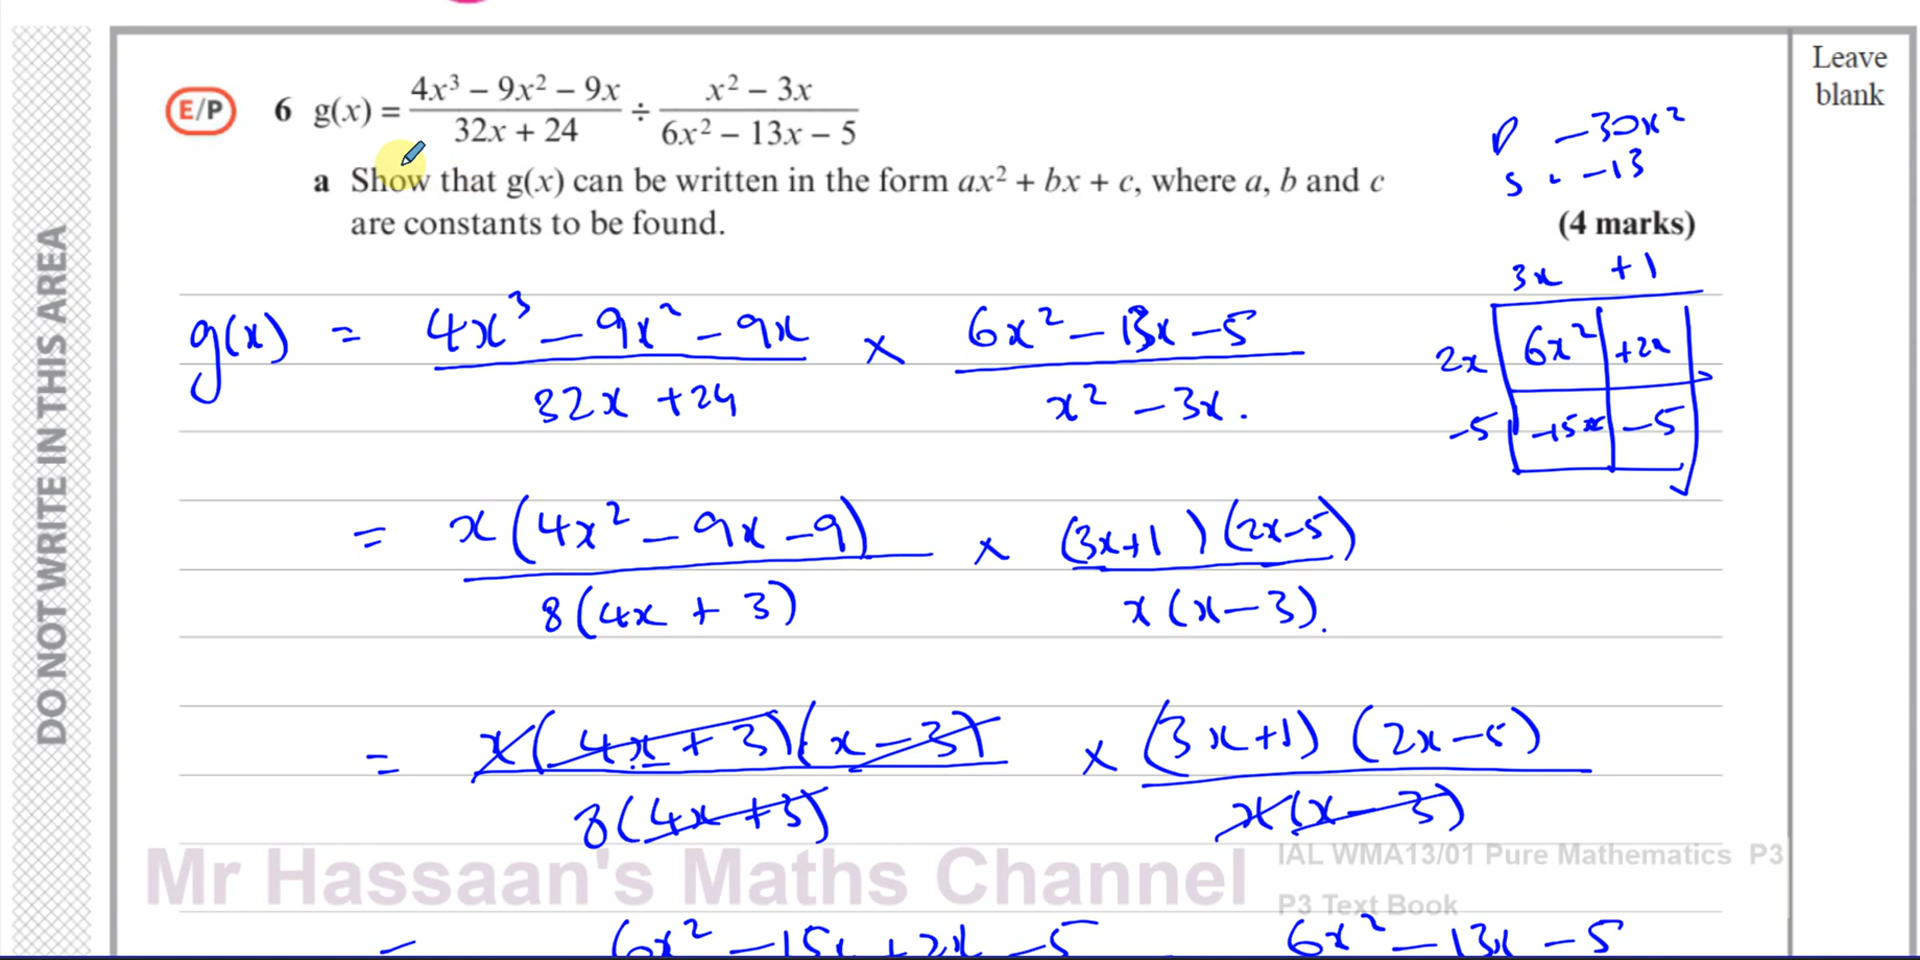 Leave
blank
E/P 6 g(x) = (4x³ − 9x² − 9x)/(32x + 24) ÷ (x² − 3x)/(6x² − 13x − 5)
a Show that g(x) can be written in the form ax² + bx + c, where a, b and c
are constants to be found.
(4 marks)
P −30x²
S −13
3x +1
2x 6x² +2x
−5 −15x −5
g(x) = (4x³ − 9x² − 9x)/(32x + 24) × (6x² − 13x − 5)/(x² − 3x).
= x(4x² − 9x − 9)/8(4x + 3) × (3x+1)(2x−5)/x(x−3).
= x(4x + 3)(x − 3)/8(4x+3) × (3x+1)(2x−5)/x(x−3)
6x² − 15x + 2x − 5 6x² − 13x − 5
DO NOT WRITE IN THIS AREA
Mr Hassaan's Maths Channel
IAL WMA13/01 Pure Mathematics P3
P3 Text Book